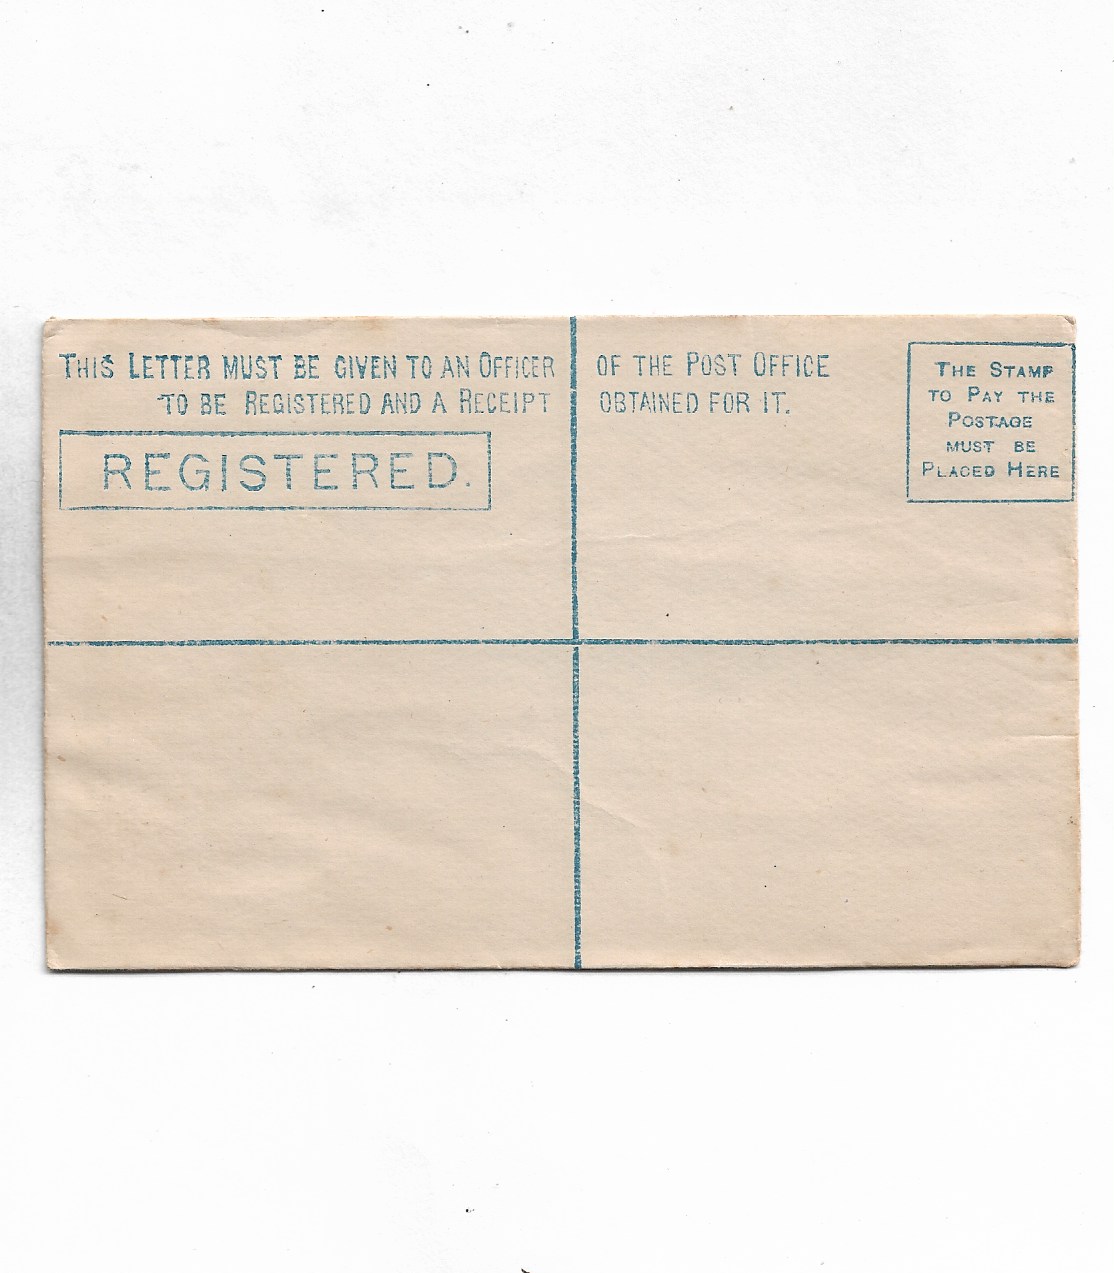 THIS LETTER MUST BE GIVEN TO AN OFFICER OF THE POST OFFICE
TO BE REGISTERED AND A RECEIPT OBTAINED FOR IT.
REGISTERED.
THE STAMP
TO PAY THE
POSTAGE
MUST BE
PLACED HERE